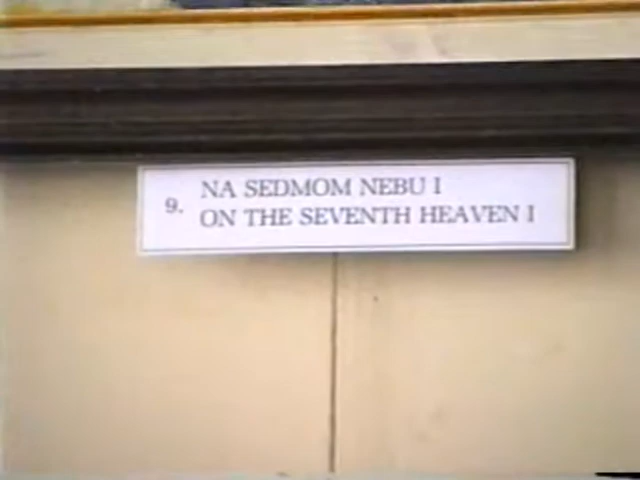 9. NA SEDMOM NEBU I
ON THE SEVENTH HEAVEN I